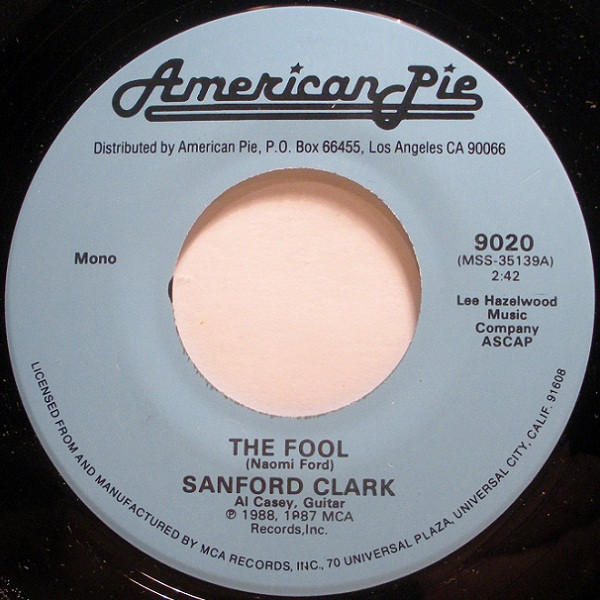 American Pie
Distributed by American Pie, P.O. Box 66455, Los Angeles CA 90066
Mono
9020
(MSS-35139A)
2:42
Lee Hazelwood
Music
Company
ASCAP
THE FOOL
(Naomi Ford)
SANFORD CLARK
Al Casey, Guitar
℗ 1988, 1987 MCA
Records,Inc.
LICENSED FROM AND MANUFACTURED BY MCA RECORDS, INC., 70 UNIVERSAL PLAZA, UNIVERSAL CITY, CALIF. 91608